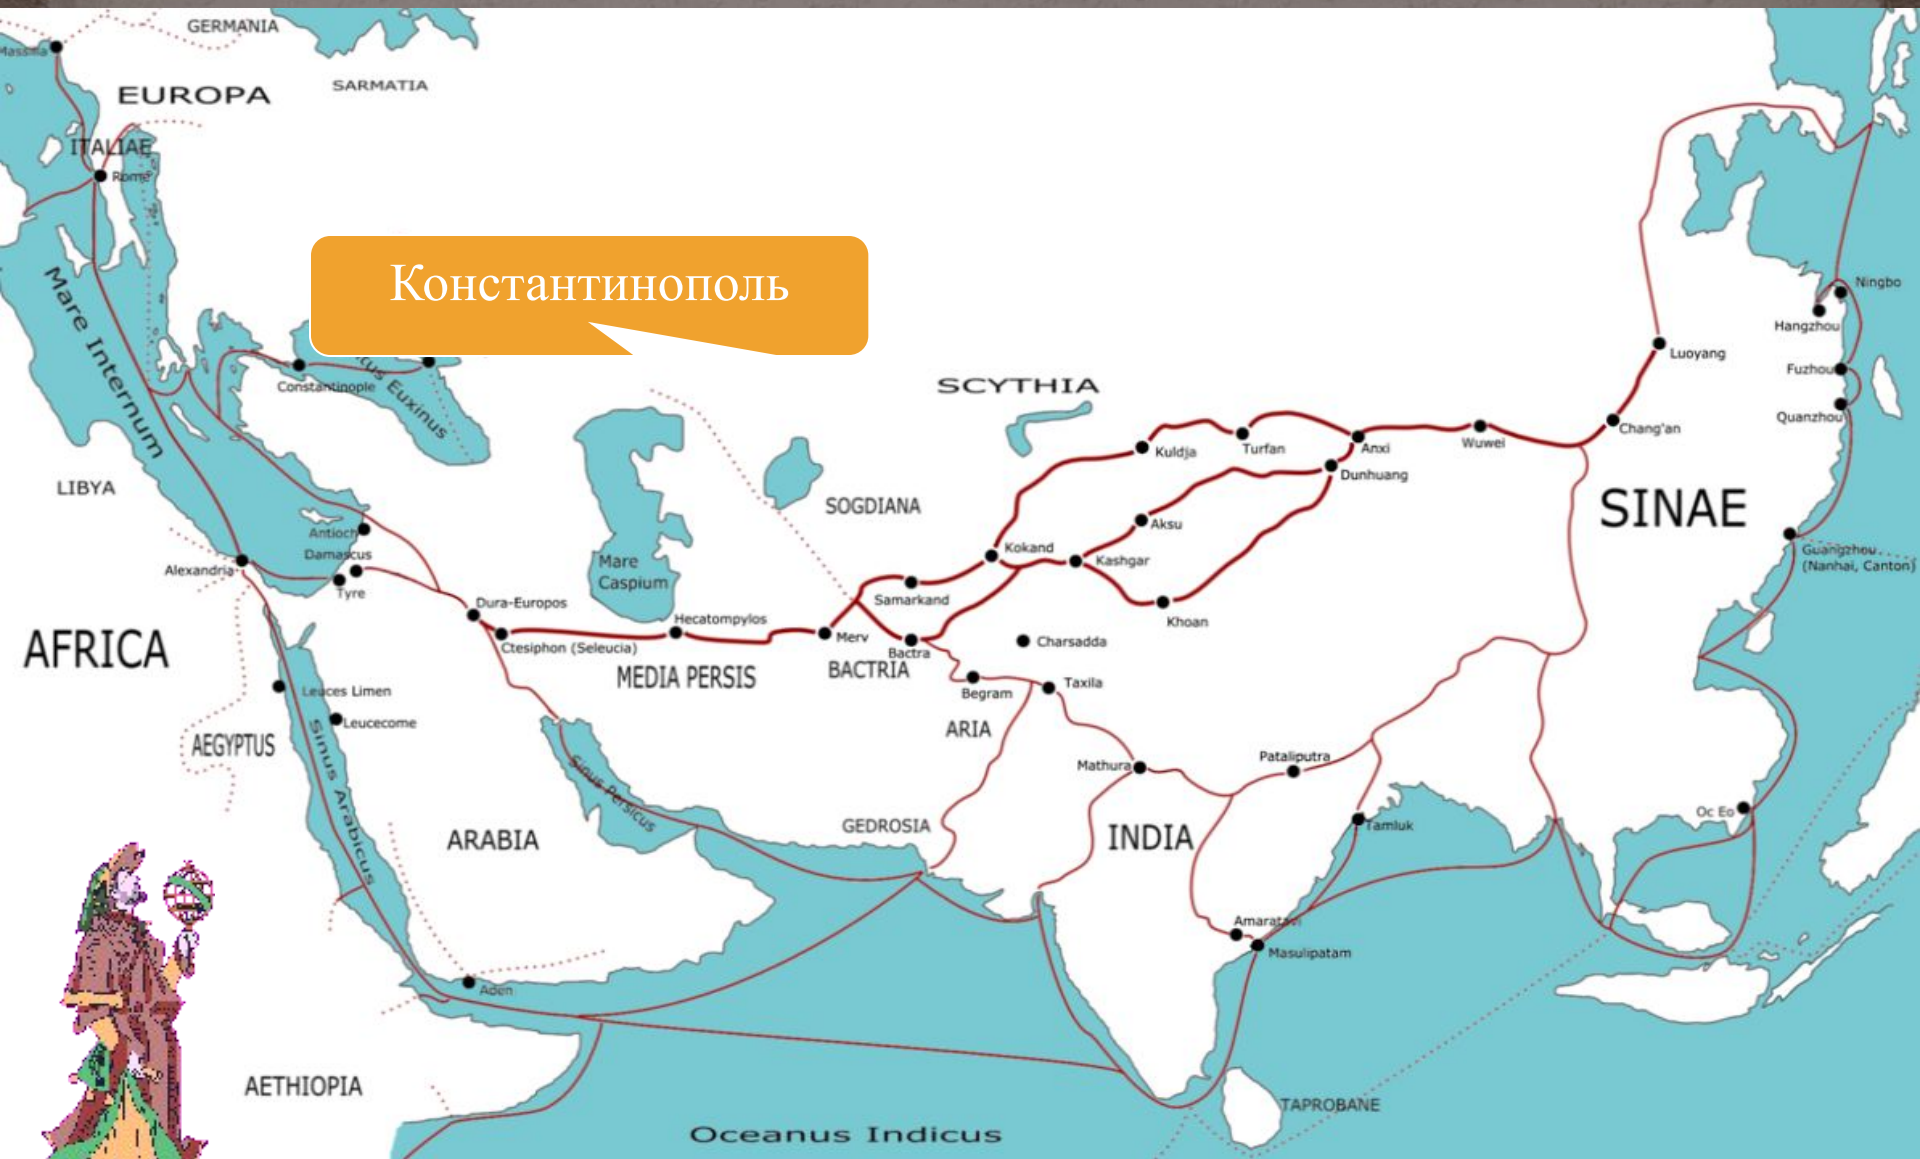 GERMANIA
Massilia
SARMATIA
EUROPA
ITALIAE
Rome
Константинополь
Mare Internum
Ningbo
Hangzhou
Luoyang
Fuzhou
Constantinople
Euxinus
SCYTHIA
Quanzhou
Chang'an
Kuldja
Turfan
Anxi
Wuwei
Dunhuang
LIBYA
SOGDIANA
SINAE
Aksu
Antioch
Damascus
Kokand
Kashgar
Guangzhou
(Nanhai, Canton)
Alexandria
Mare
Caspium
Tyre
Dura-Europos
Samarkand
Hecatompylos
Khoan
AFRICA
Ctesiphon (Seleucia)
Merv
Bactra
Charsadda
MEDIA PERSIS
BACTRIA
Leuces Limen
Begram
Taxila
Leucecome
ARIA
AEGYPTUS
Sinus Arabicus
Sinus Persicus
Mathura
Pataliputra
Oc Eo
ARABIA
GEDROSIA
INDIA
Tamluk
Masulipatam
Aden
AETHIOPIA
TAPROBANE
Oceanus Indicus